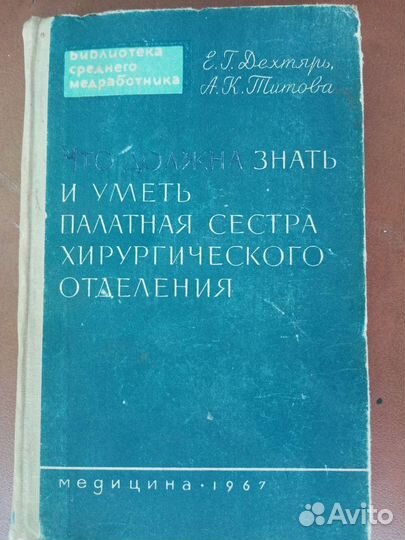 библиотека
среднего
медработника
Е. Г. Дехтярь,
А. К. Титова
ЧТО ДОЛЖНА ЗНАТЬ
И УМЕТЬ
ПАЛАТНАЯ СЕСТРА
ХИРУРГИЧЕСКОГО
ОТДЕЛЕНИЯ
медицина · 1967
Avito